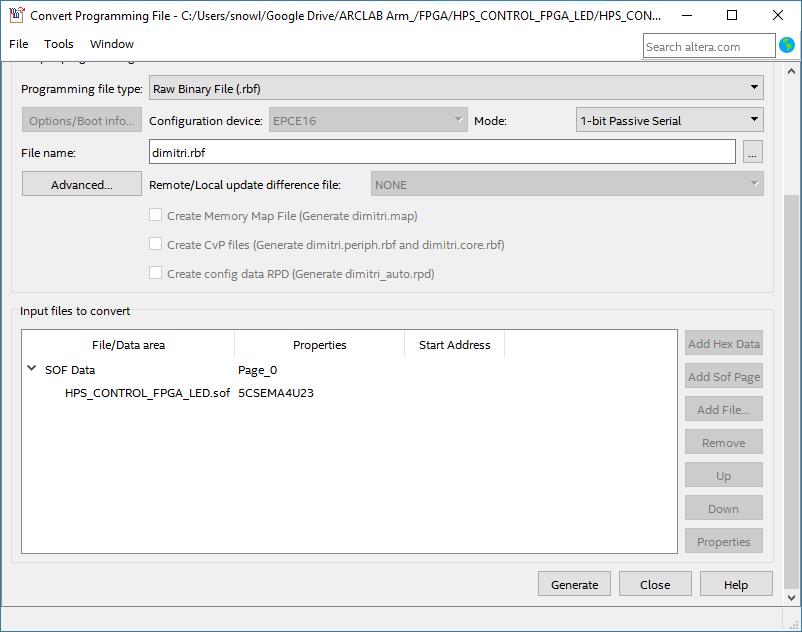 Convert Programming File - C:/Users/snowl/Google Drive/ARCLAB Arm_/FPGA/HPS_CONTROL_FPGA_LED/HPS_CON...
File Tools Window
Search altera.com
Programming file type: Raw Binary File (.rbf)
Options/Boot info... Configuration device: EPCE16 Mode: 1-bit Passive Serial
File name: dimitri.rbf ...
Advanced... Remote/Local update difference file: NONE
Create Memory Map File (Generate dimitri.map)
Create CvP files (Generate dimitri.periph.rbf and dimitri.core.rbf)
Create config data RPD (Generate dimitri_auto.rpd)
Input files to convert
File/Data area Properties Start Address
SOF Data Page_0
HPS_CONTROL_FPGA_LED.sof 5CSEMA4U23
Add Hex Data
Add Sof Page
Add File...
Remove
Up
Down
Properties
Generate Close Help